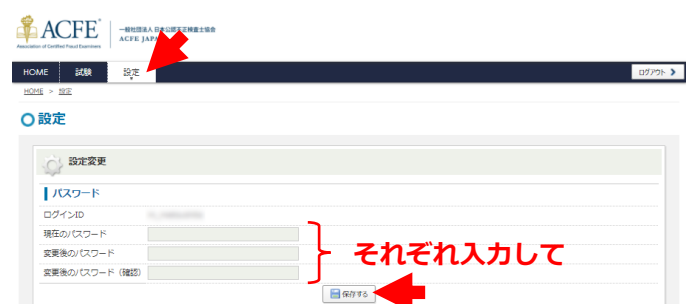 ACFE
Association of Certified Fraud Examiners
一般社団法人 日本公認不正検査士協会
ACFE JAPAN
HOME 試験 設定 ログアウト
HOME > 設定
設定
設定変更
パスワード
ログインID
現在のパスワード
変更後のパスワード
変更後のパスワード（確認）
それぞれ入力して
保存する